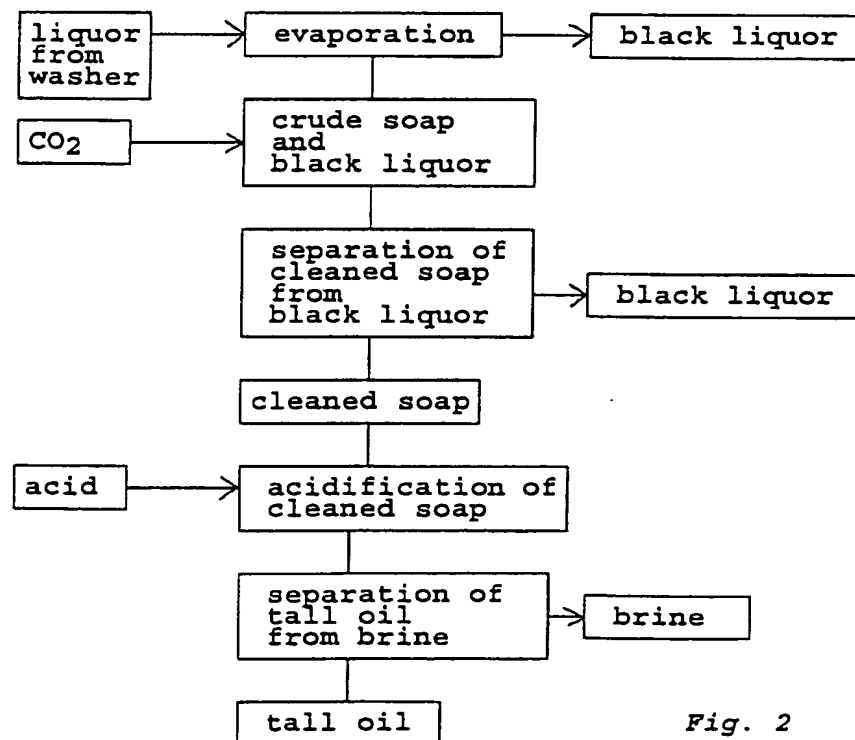 liquor
from
washer
evaporation
black liquor
CO₂
crude soap
and
black liquor
separation of
cleaned soap
from
black liquor
black liquor
cleaned soap
acid
acidification of
cleaned soap
separation of
tall oil
from brine
brine
tall oil
Fig. 2